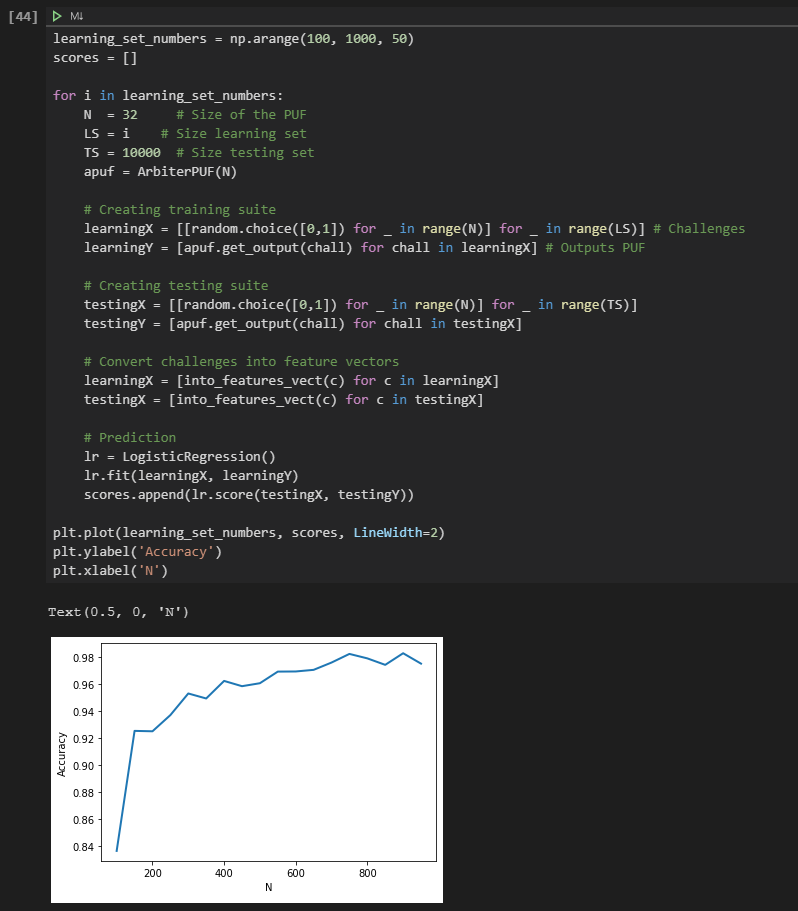 [44] M↓
learning_set_numbers = np.arange(100, 1000, 50)
scores = []

for i in learning_set_numbers:
    N  = 32     # Size of the PUF
    LS = i    # Size learning set
    TS = 10000  # Size testing set
    apuf = ArbiterPUF(N)

    # Creating training suite
    learningX = [[random.choice([0,1]) for _ in range(N)] for _ in range(LS)] # Challenges
    learningY = [apuf.get_output(chall) for chall in learningX] # Outputs PUF

    # Creating testing suite
    testingX = [[random.choice([0,1]) for _ in range(N)] for _ in range(TS)]
    testingY = [apuf.get_output(chall) for chall in testingX]

    # Convert challenges into feature vectors
    learningX = [into_features_vect(c) for c in learningX]
    testingX = [into_features_vect(c) for c in testingX]

    # Prediction
    lr = LogisticRegression()
    lr.fit(learningX, learningY)
    scores.append(lr.score(testingX, testingY))

plt.plot(learning_set_numbers, scores, LineWidth=2)
plt.ylabel('Accuracy')
plt.xlabel('N')
Text(0.5, 0, 'N')
0.98
0.96
0.94
0.92
0.90
0.88
0.86
0.84
Accuracy
200 400 600 800
N